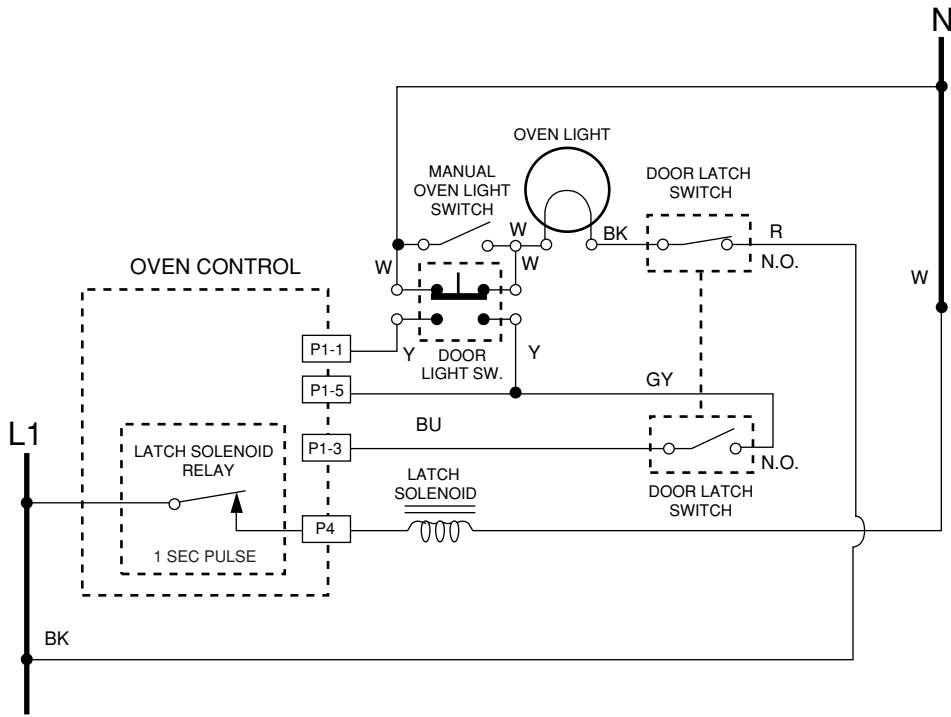 N
OVEN LIGHT
MANUAL
OVEN LIGHT
SWITCH
DOOR LATCH
SWITCH
W
BK
R
W
W
N.O.
OVEN CONTROL
W
P1-1
Y
DOOR
LIGHT SW.
Y
P1-5
GY
L1
BU
P1-3
LATCH SOLENOID
RELAY
N.O.
LATCH
SOLENOID
DOOR LATCH
SWITCH
P4
1 SEC PULSE
BK